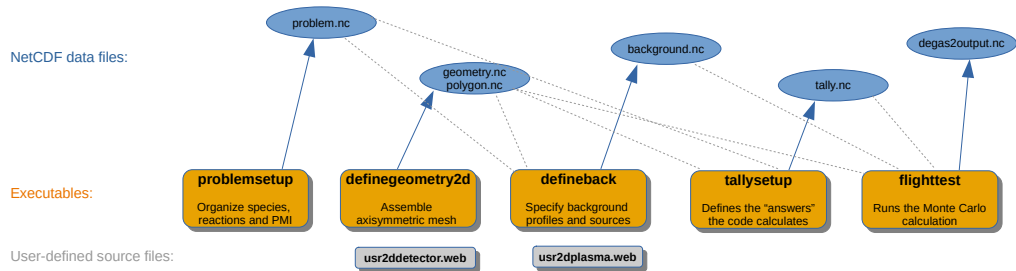 problem.nc
NetCDF data files:
geometry.nc
polygon.nc
background.nc
tally.nc
degas2output.nc
Executables:
problemsetup
Organize species,
reactions and PMI
definegeometry2d
Assemble
axisymmetric mesh
defineback
Specify background
profiles and sources
tallysetup
Defines the “answers”
the code calculates
flighttest
Runs the Monte Carlo
calculation
User-defined source files:
usr2ddetector.web
usr2dplasma.web